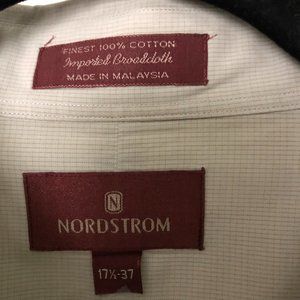 FINEST 100% COTTON
Imported Broadcloth
MADE IN MALAYSIA
N
NORDSTROM
17½-37